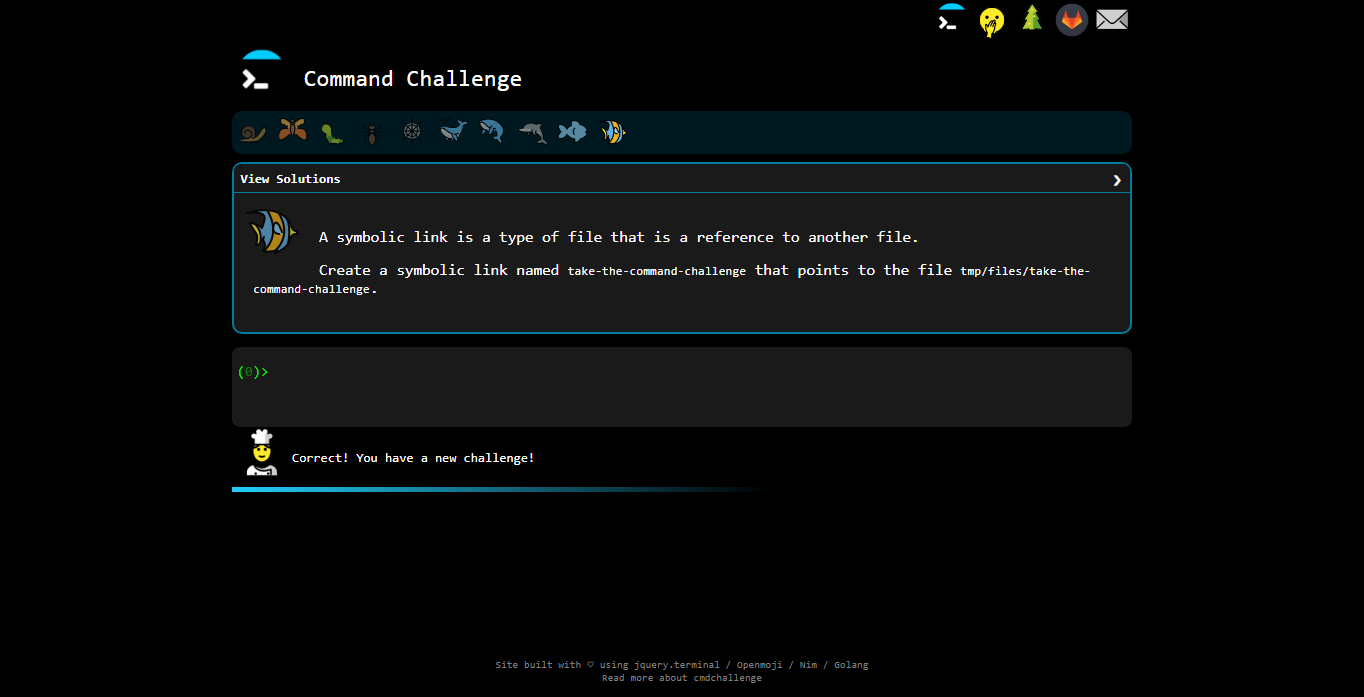 Command Challenge
View Solutions
A symbolic link is a type of file that is a reference to another file.
Create a symbolic link named take-the-command-challenge that points to the file tmp/files/take-the-
command-challenge.
(0)>
Correct! You have a new challenge!
Site built with ♡ using jquery.terminal / Openmoji / Nim / Golang
Read more about cmdchallenge